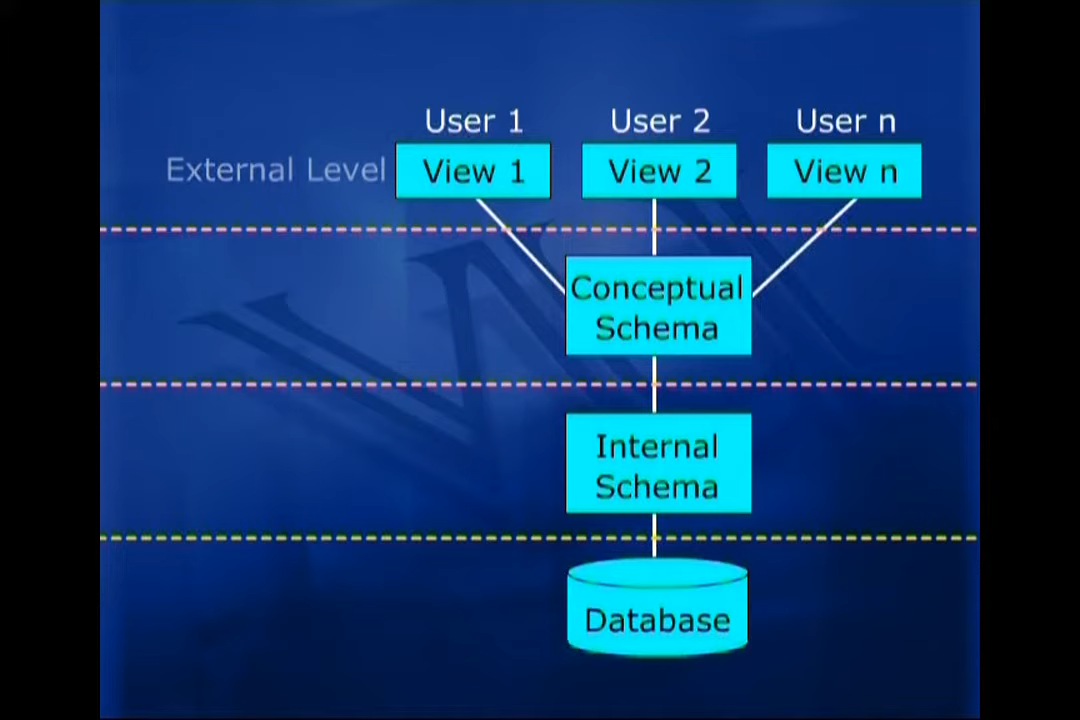 User 1 User 2 User n
External Level View 1 View 2 View n
Conceptual
Schema
Internal
Schema
Database